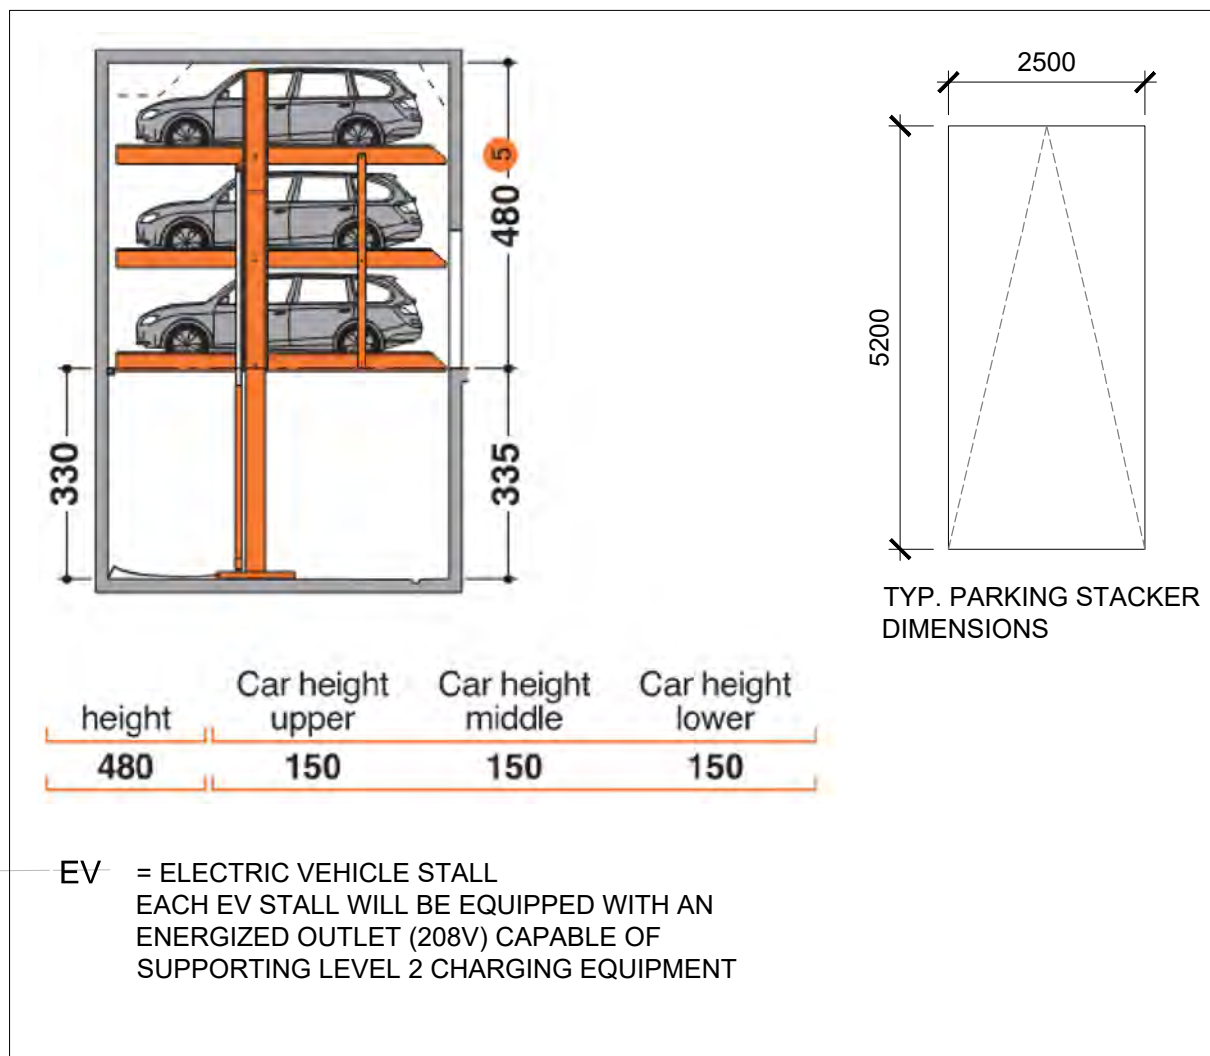 2500
5
480
5200
330
335
TYP. PARKING STACKER
DIMENSIONS
height
Car height
upper
Car height
middle
Car height
lower
480 150 150 150
EV = ELECTRIC VEHICLE STALL
EACH EV STALL WILL BE EQUIPPED WITH AN
ENERGIZED OUTLET (208V) CAPABLE OF
SUPPORTING LEVEL 2 CHARGING EQUIPMENT